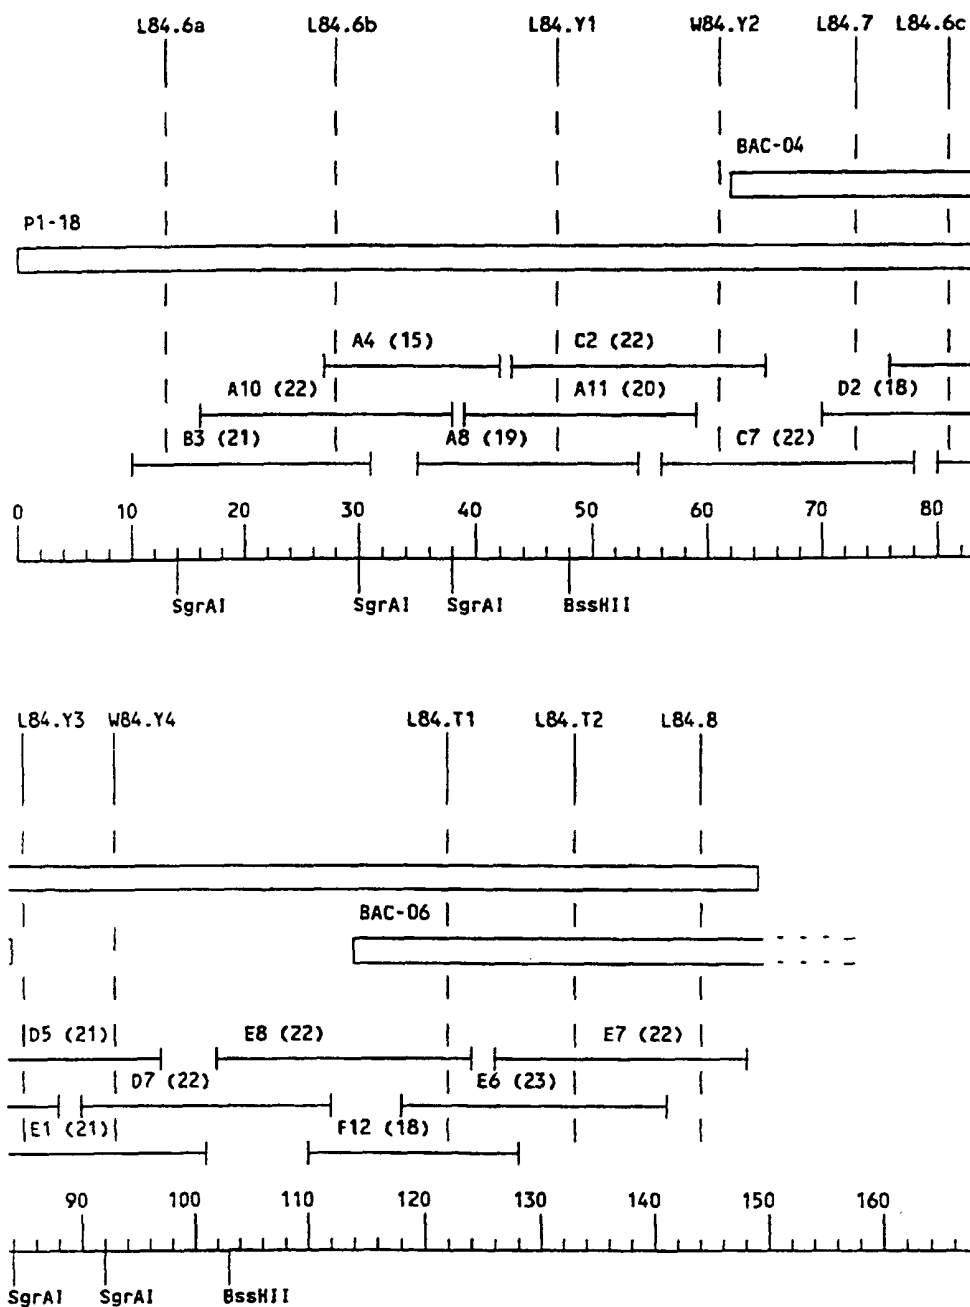 L84.6a L84.6b L84.Y1 W84.Y2 L84.7 L84.6c
BAC-04
P1-18
A4 (15) C2 (22)
A10 (22) A11 (20) D2 (18)
B3 (21) A8 (19) C7 (22)
0 10 20 30 40 50 60 70 80
SgrAI SgrAI SgrAI BssHII
L84.Y3 W84.Y4 L84.T1 L84.T2 L84.8
BAC-06
D5 (21) E8 (22) E7 (22)
D7 (22) E6 (23)
E1 (21) F12 (18)
90 100 110 120 130 140 150 160
SgrAI SgrAI BssHII